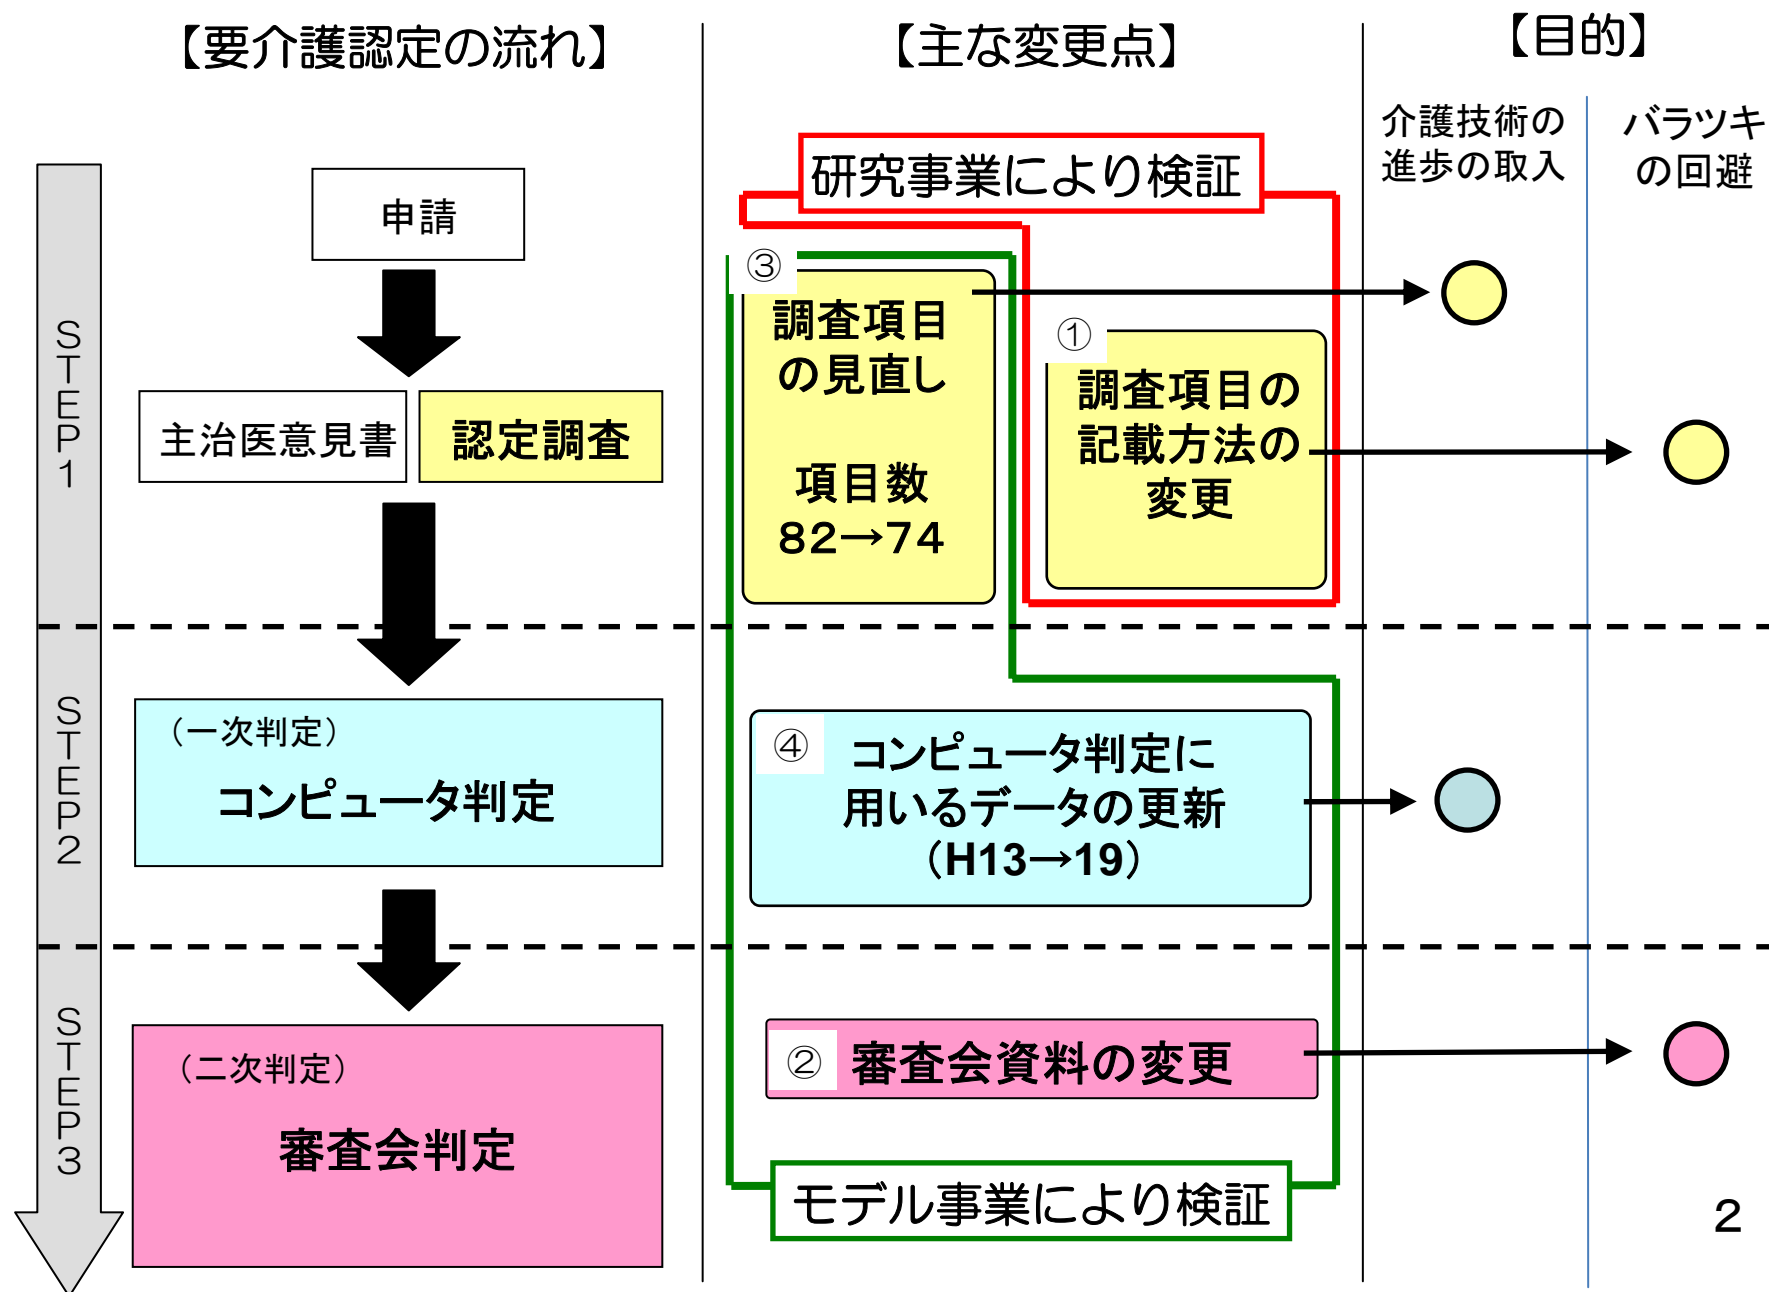 【要介護認定の流れ】
【主な変更点】
【目的】
介護技術の
進歩の取入
バラツキ
の回避
STEP1
申請
主治医意見書
認定調査
研究事業により検証
③
調査項目
の見直し
項目数
82→74
①
調査項目の
記載方法の
変更
STEP2
（一次判定）
コンピュータ判定
④
コンピュータ判定に
用いるデータの更新
（H13→19）
STEP3
（二次判定）
審査会判定
②
審査会資料の変更
モデル事業により検証
2